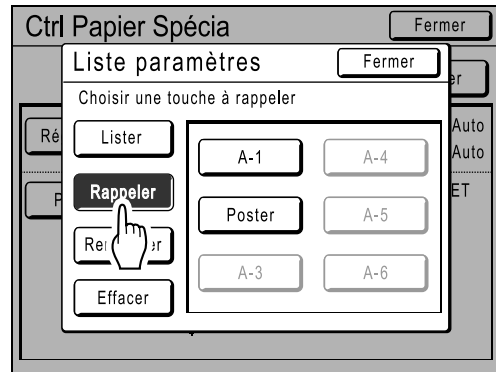 Ctrl Papier Spécia
Fermer
Liste paramètres
Fermer
Choisir une touche à rappeler
Ré
Auto
Auto
ET
Lister
Rappeler
Effacer
A-1
A-4
Poster
A-5
A-3
A-6